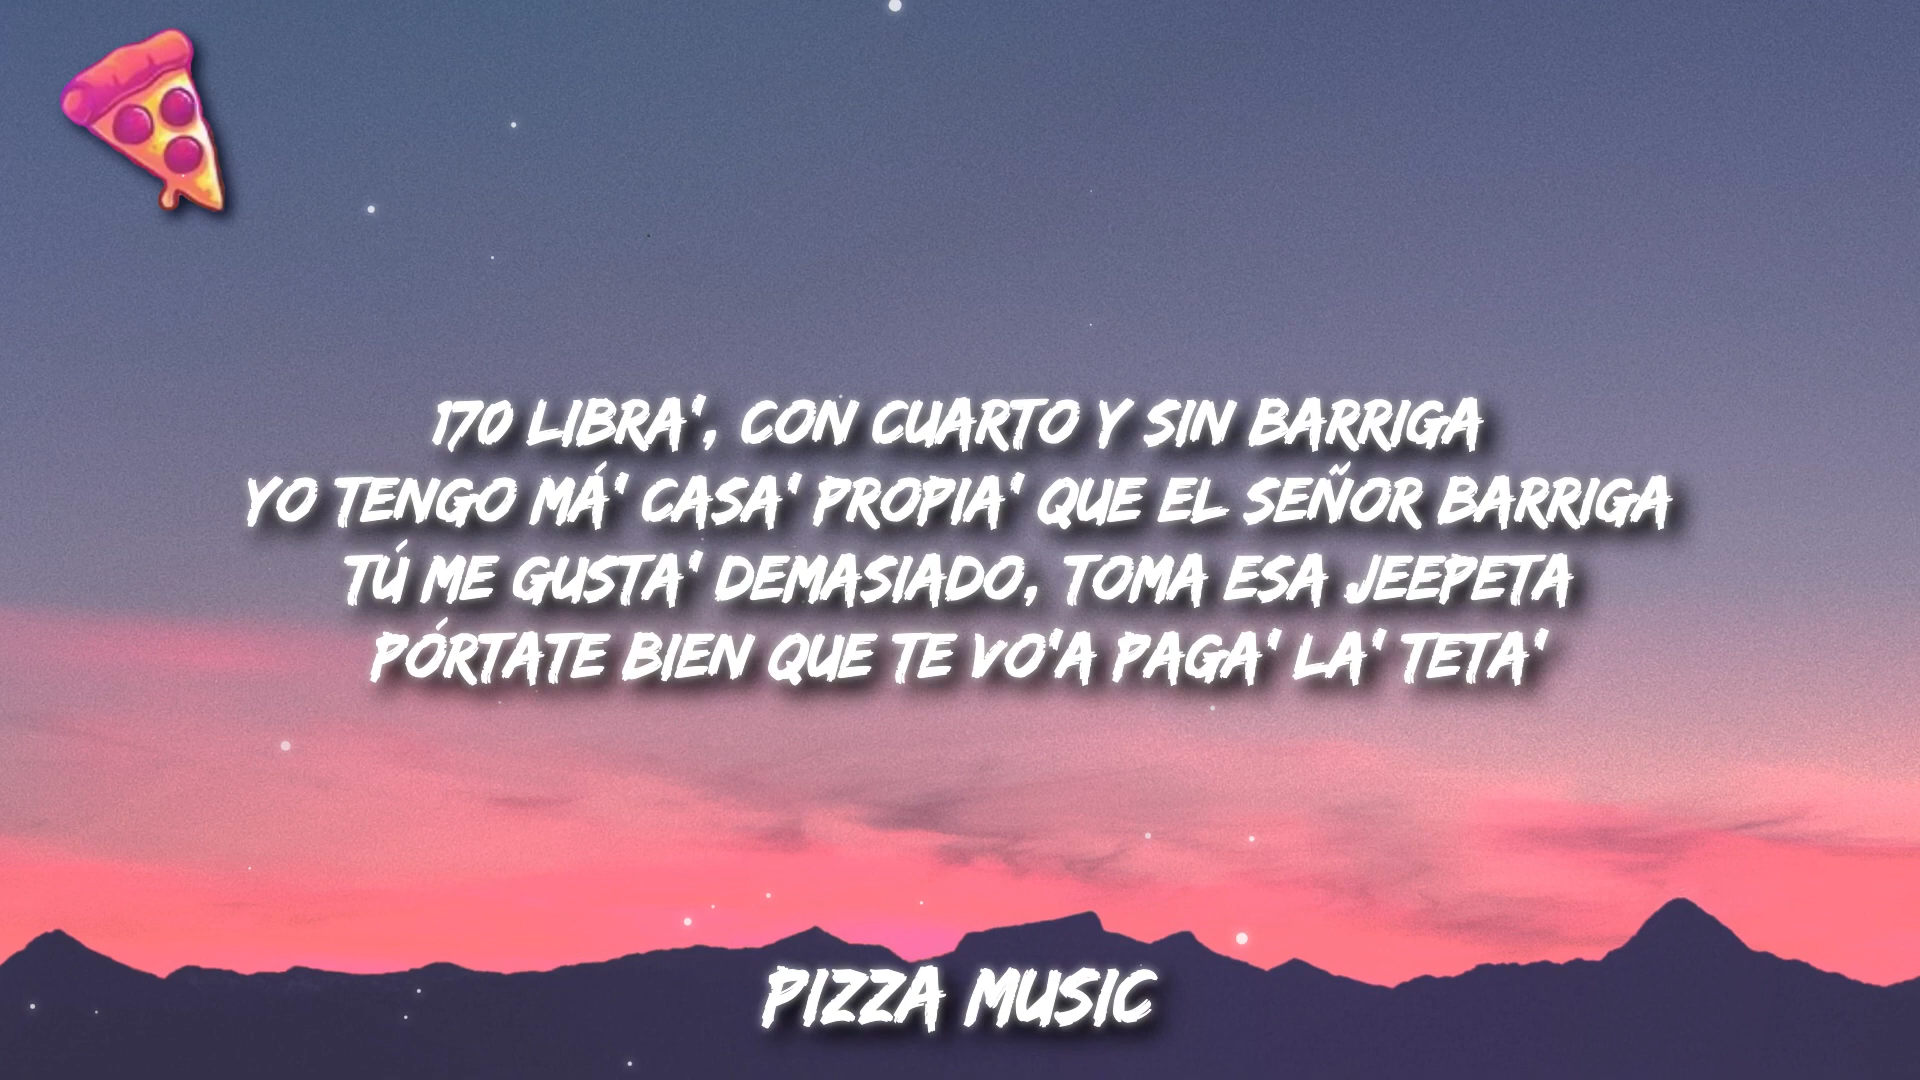 170 LIBRA', CON CUARTO Y SIN BARRIGA
YO TENGO MÁ' CASA' PROPIA' QUE EL SEÑOR BARRIGA
TÚ ME GUSTA' DEMASIADO, TOMA ESA JEEPETA
PÓRTATE BIEN QUE TE VO'A PAGA' LA' TETA'
PIZZA MUSIC